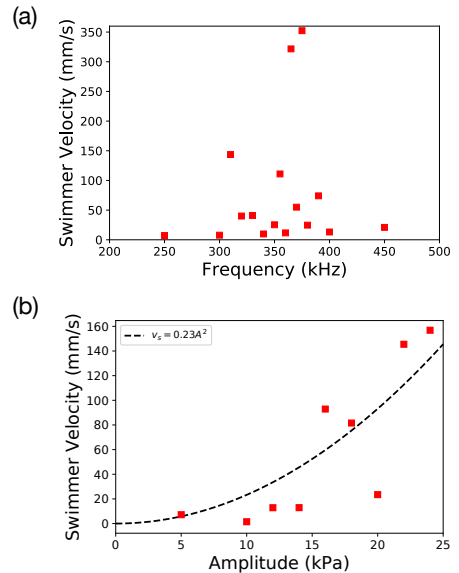 (a)
Swimmer Velocity (mm/s)
350
300
250
200
150
100
50
0
200 250 300 350 400 450 500
Frequency (kHz)
(b)
Swimmer Velocity (mm/s)
160
140
120
100
80
60
40
20
0
v_s = 0.23A²
0 5 10 15 20 25
Amplitude (kPa)